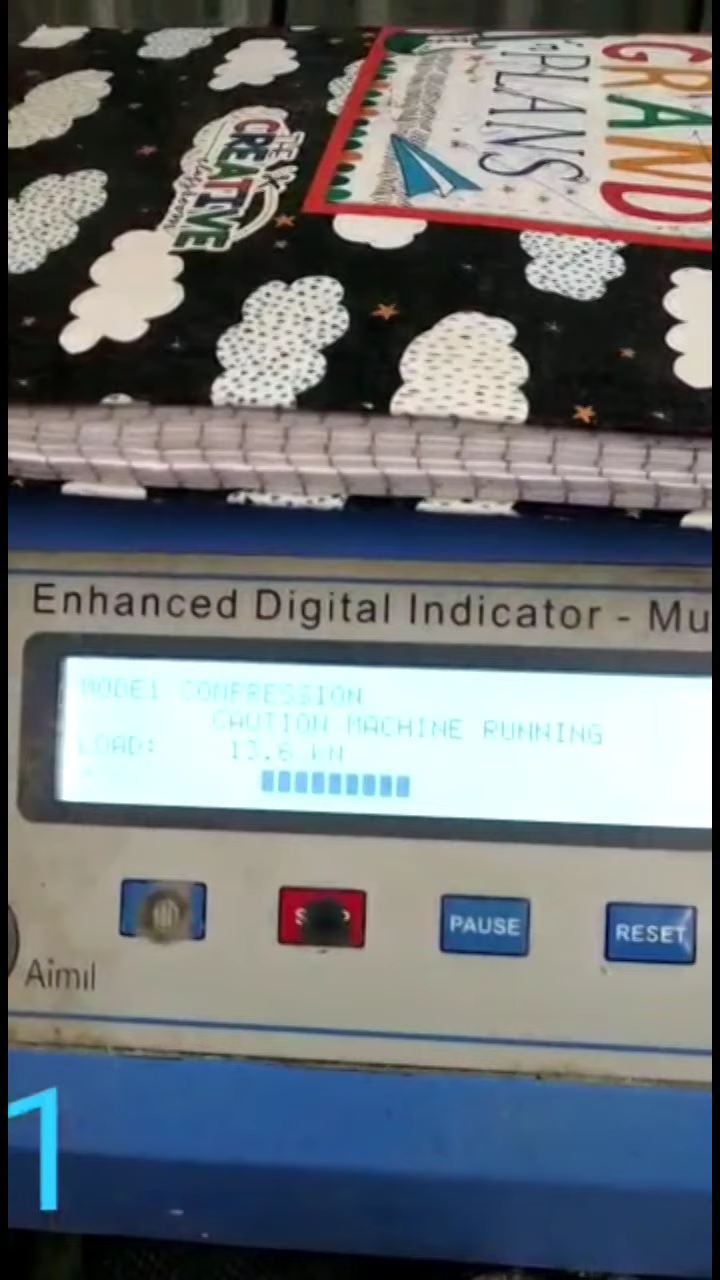 GRAND
PLANS
THE
CREATIVE
Enhanced Digital Indicator - Mu
MODE1 COMPRESSION
CAUTION MACHINE RUNNING
LOAD: 13.6 kN
PAUSE
RESET
Aimil
1